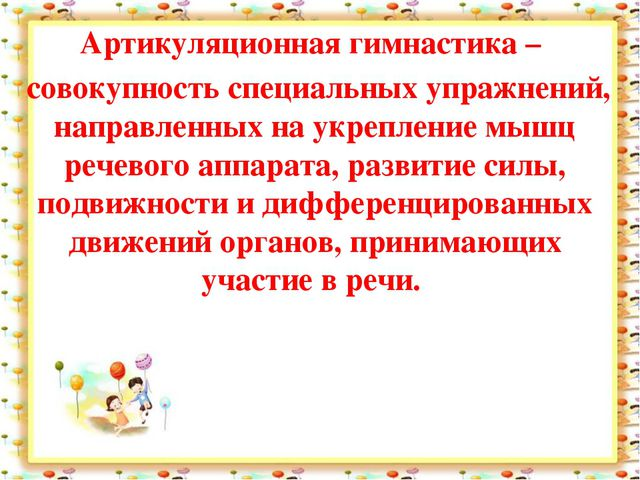 Артикуляционная гимнастика –
совокупность специальных упражнений,
направленных на укрепление мышц
речевого аппарата, развитие силы,
подвижности и дифференцированных
движений органов, принимающих
участие в речи.